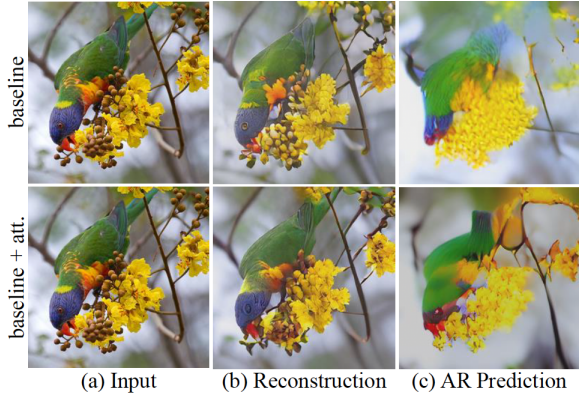 baseline
baseline + att.
(a) Input
(b) Reconstruction
(c) AR Prediction